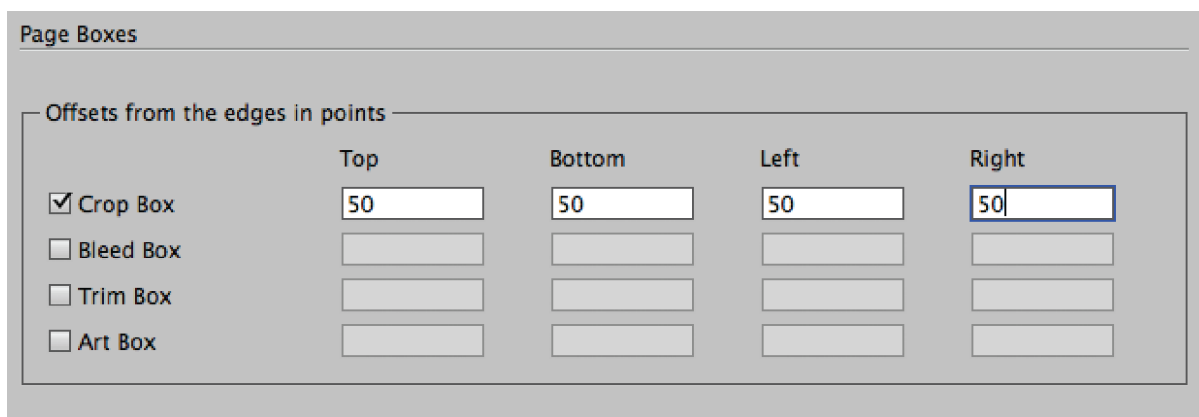 Page Boxes
Offsets from the edges in points
Top Bottom Left Right
Crop Box 50 50 50 50
Bleed Box
Trim Box
Art Box